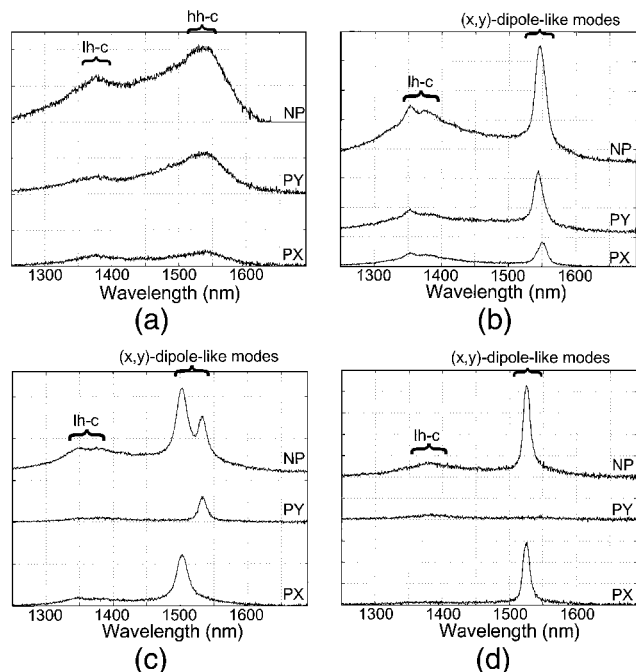 hh-c
lh-c
NP
PY
PX
1300 1400 1500 1600
Wavelength (nm)
(a)
(x,y)-dipole-like modes
lh-c
NP
PY
PX
1300 1400 1500 1600
Wavelength (nm)
(b)
(x,y)-dipole-like modes
lh-c
NP
PY
PX
1300 1400 1500 1600
Wavelength (nm)
(c)
(x,y)-dipole-like modes
lh-c
NP
PY
PX
1300 1400 1500 1600
Wavelength (nm)
(d)